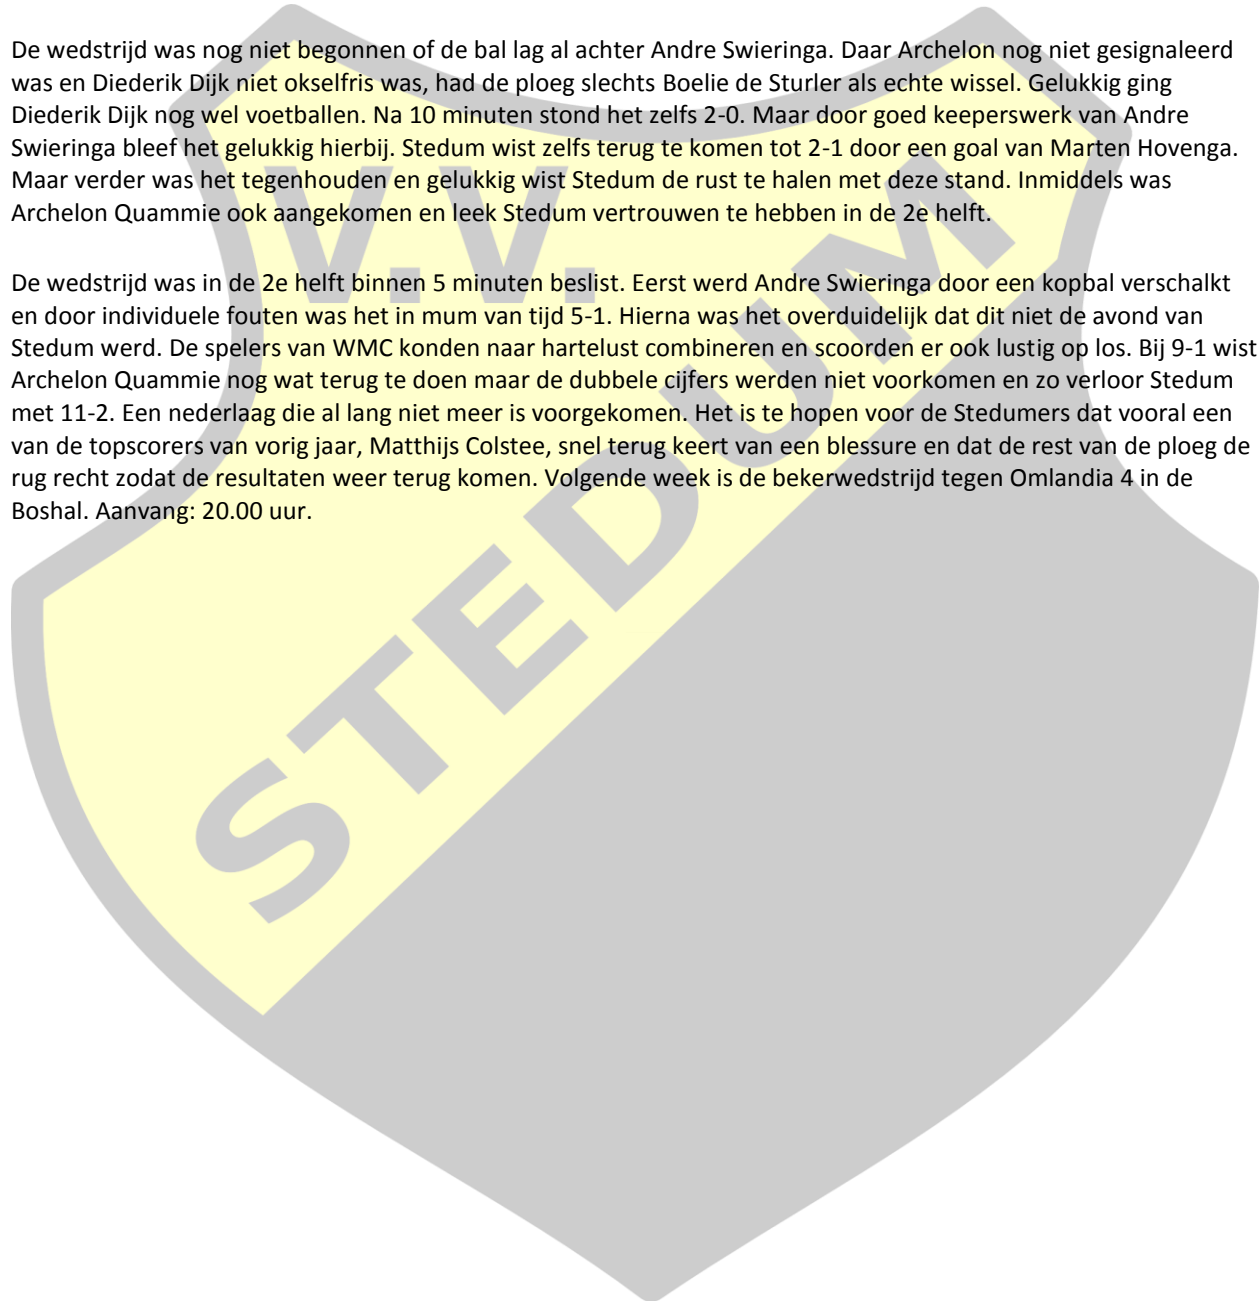 De wedstrijd was nog niet begonnen of de bal lag al achter Andre Swieringa. Daar Archelon nog niet gesignaleerd
was en Diederik Dijk niet okselfris was, had de ploeg slechts Boelie de Sturler als echte wissel. Gelukkig ging
Diederik Dijk nog wel voetballen. Na 10 minuten stond het zelfs 2-0. Maar door goed keeperswerk van Andre
Swieringa bleef het gelukkig hierbij. Stedum wist zelfs terug te komen tot 2-1 door een goal van Marten Hovenga.
Maar verder was het tegenhouden en gelukkig wist Stedum de rust te halen met deze stand. Inmiddels was
Archelon Quammie ook aangekomen en leek Stedum vertrouwen te hebben in de 2e helft.
De wedstrijd was in de 2e helft binnen 5 minuten beslist. Eerst werd Andre Swieringa door een kopbal verschalkt
en door individuele fouten was het in mum van tijd 5-1. Hierna was het overduidelijk dat dit niet de avond van
Stedum werd. De spelers van WMC konden naar hartelust combineren en scoorden er ook lustig op los. Bij 9-1 wist
Archelon Quammie nog wat terug te doen maar de dubbele cijfers werden niet voorkomen en zo verloor Stedum
met 11-2. Een nederlaag die al lang niet meer is voorgekomen. Het is te hopen voor de Stedumers dat vooral een
van de topscorers van vorig jaar, Matthijs Colstee, snel terug keert van een blessure en dat de rest van de ploeg de
rug recht zodat de resultaten weer terug komen. Volgende week is de bekerwedstrijd tegen Omlandia 4 in de
Boshal. Aanvang: 20.00 uur.
V.V.
STEDUM